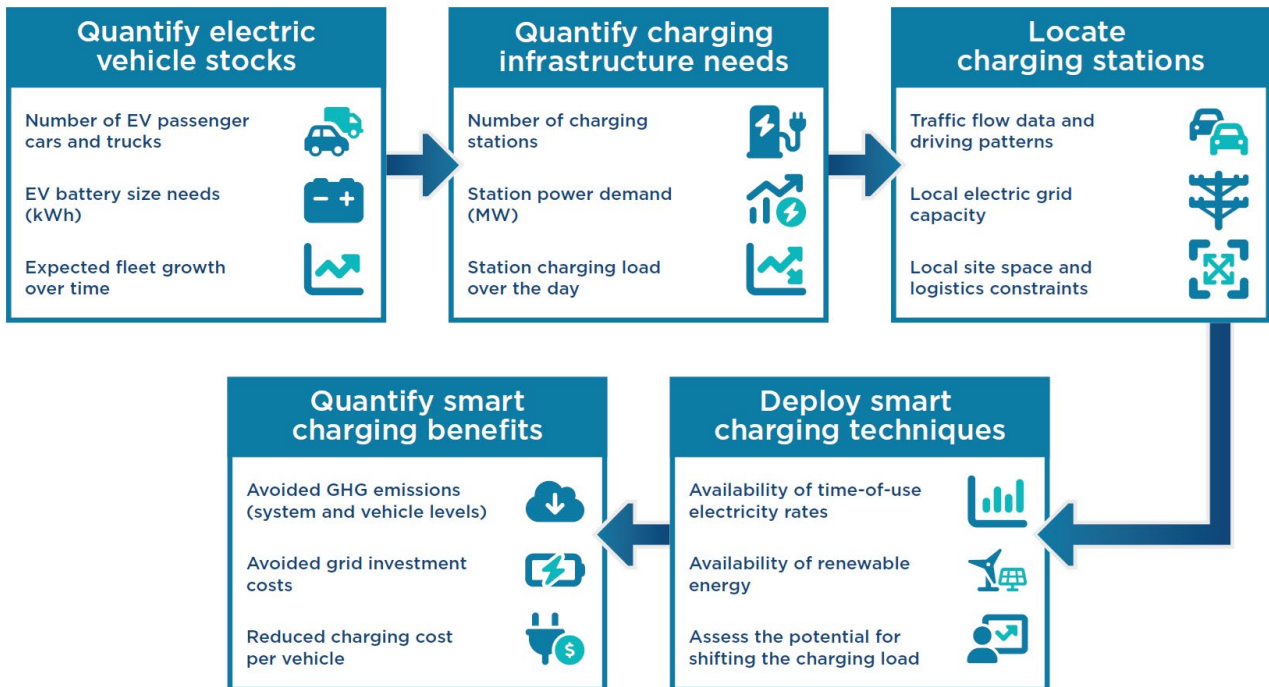 Quantify electric
vehicle stocks
Number of EV passenger
cars and trucks
EV battery size needs
(kWh)
Expected fleet growth
over time
Quantify charging
infrastructure needs
Number of charging
stations
Station power demand
(MW)
Station charging load
over the day
Locate
charging stations
Traffic flow data and
driving patterns
Local electric grid
capacity
Local site space and
logistics constraints
Deploy smart
charging techniques
Availability of time-of-use
electricity rates
Availability of renewable
energy
Assess the potential for
shifting the charging load
Quantify smart
charging benefits
Avoided GHG emissions
(system and vehicle levels)
Avoided grid investment
costs
Reduced charging cost
per vehicle
$